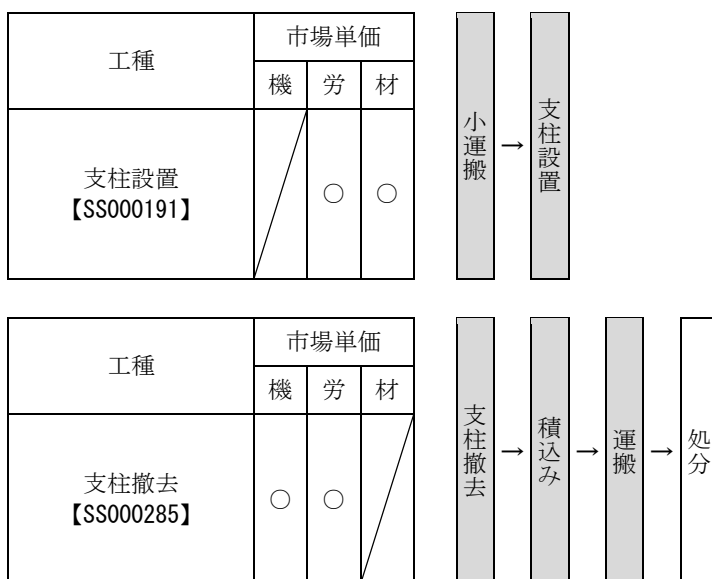 工種
市場単価
機 労 材
支柱設置
【SS000191】
○ ○
小運搬 → 支柱設置
工種
市場単価
機 労 材
支柱撤去
【SS000285】
○ ○
支柱撤去 → 積込み → 運搬 → 処分